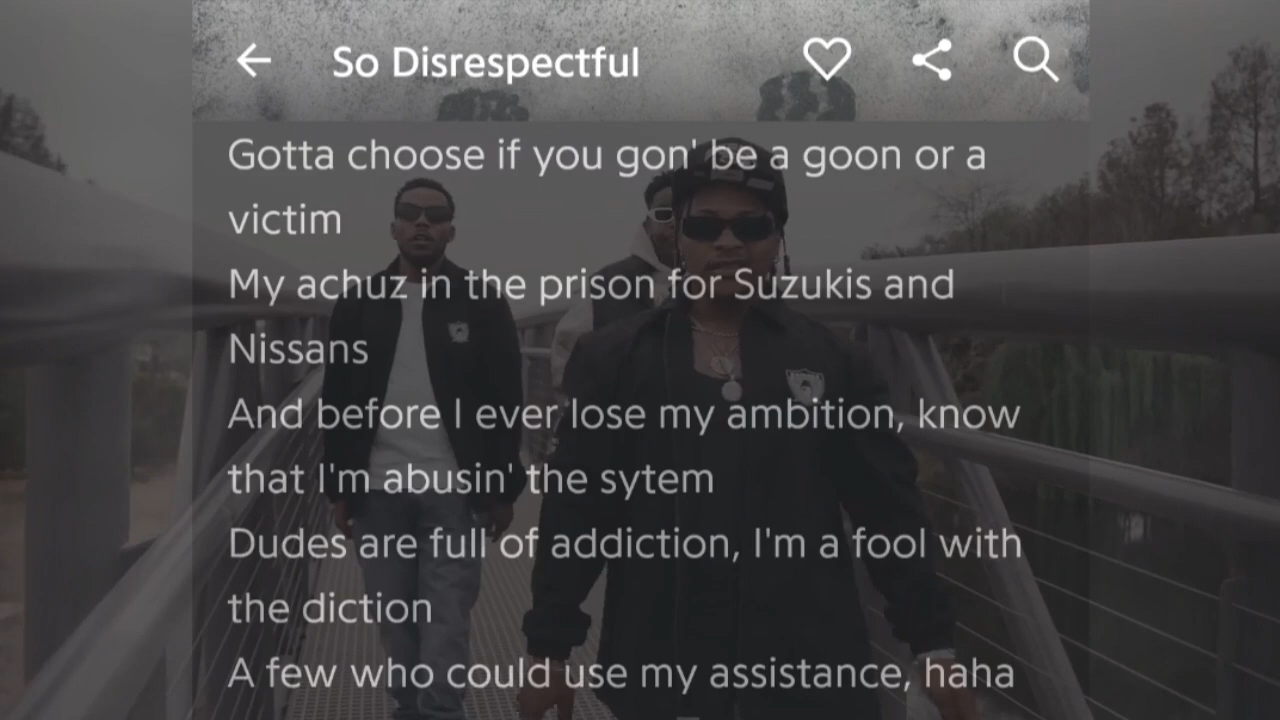 So Disrespectful
Gotta choose if you gon' be a goon or a
victim
My achuz in the prison for Suzukis and
Nissans
And before I ever lose my ambition, know
that I'm abusin' the sytem
Dudes are full of addiction, I'm a fool with
the diction
A few who could use my assistance, haha